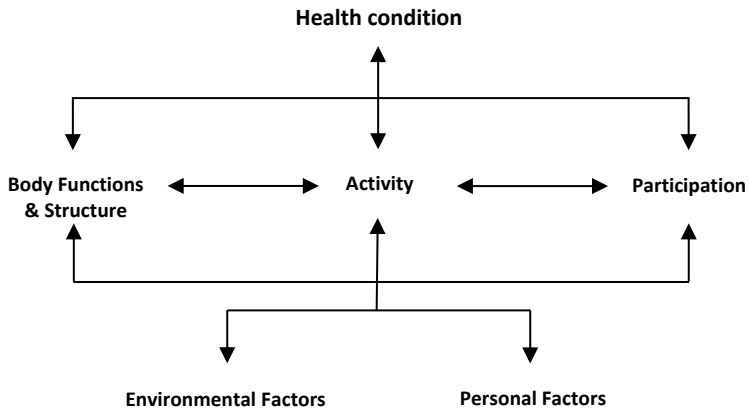 Health condition
Body Functions
& Structure
Activity
Participation
Environmental Factors
Personal Factors